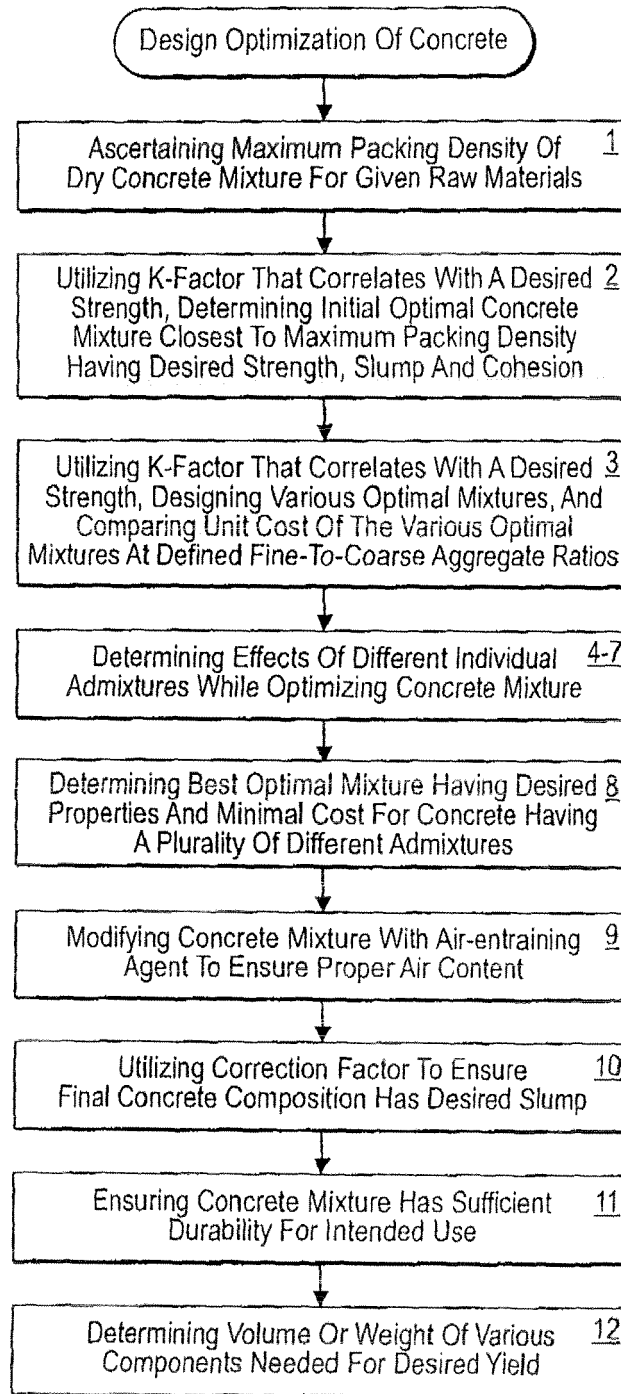 Design Optimization Of Concrete
Ascertaining Maximum Packing Density Of 1
Dry Concrete Mixture For Given Raw Materials
Utilizing K-Factor That Correlates With A Desired 2
Strength, Determining Initial Optimal Concrete
Mixture Closest To Maximum Packing Density
Having Desired Strength, Slump And Cohesion
Utilizing K-Factor That Correlates With A Desired 3
Strength, Designing Various Optimal Mixtures, And
Comparing Unit Cost Of The Various Optimal
Mixtures At Defined Fine-To-Coarse Aggregate Ratios
Determining Effects Of Different Individual 4-7
Admixtures While Optimizing Concrete Mixture
Determining Best Optimal Mixture Having Desired 8
Properties And Minimal Cost For Concrete Having
A Plurality Of Different Admixtures
Modifying Concrete Mixture With Air-entraining 9
Agent To Ensure Proper Air Content
Utilizing Correction Factor To Ensure 10
Final Concrete Composition Has Desired Slump
Ensuring Concrete Mixture Has Sufficient 11
Durability For Intended Use
Determining Volume Or Weight Of Various 12
Components Needed For Desired Yield